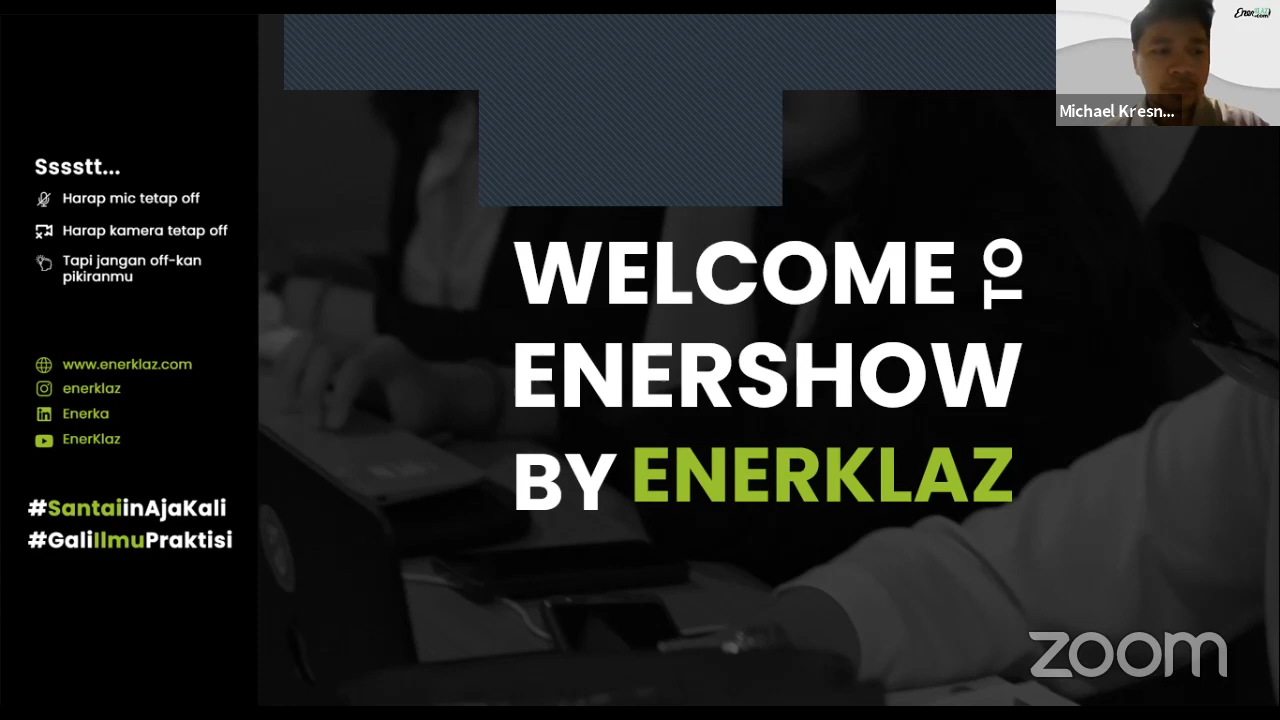 Sssstt...
Harap mic tetap off
Harap kamera tetap off
Tapi jangan off-kan
pikiranmu
www.enerklaz.com
enerklaz
Enerka
EnerKlaz
#SantaiinAjaKali
#GaliIlmuPraktisi
WELCOME TO
ENERSHOW
BY ENERKLAZ
Michael Kresn...
zoom